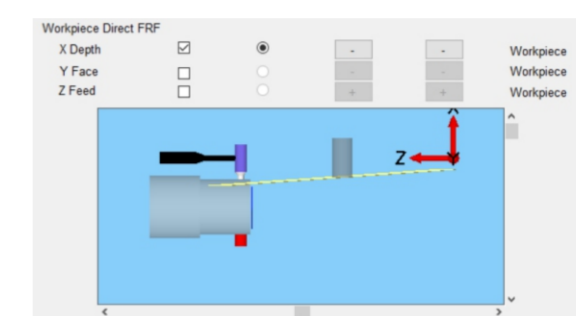 Workpiece Direct FRF
X Depth - - Workpiece
Y Face - - Workpiece
Z Feed + + Workpiece
X
Z Y